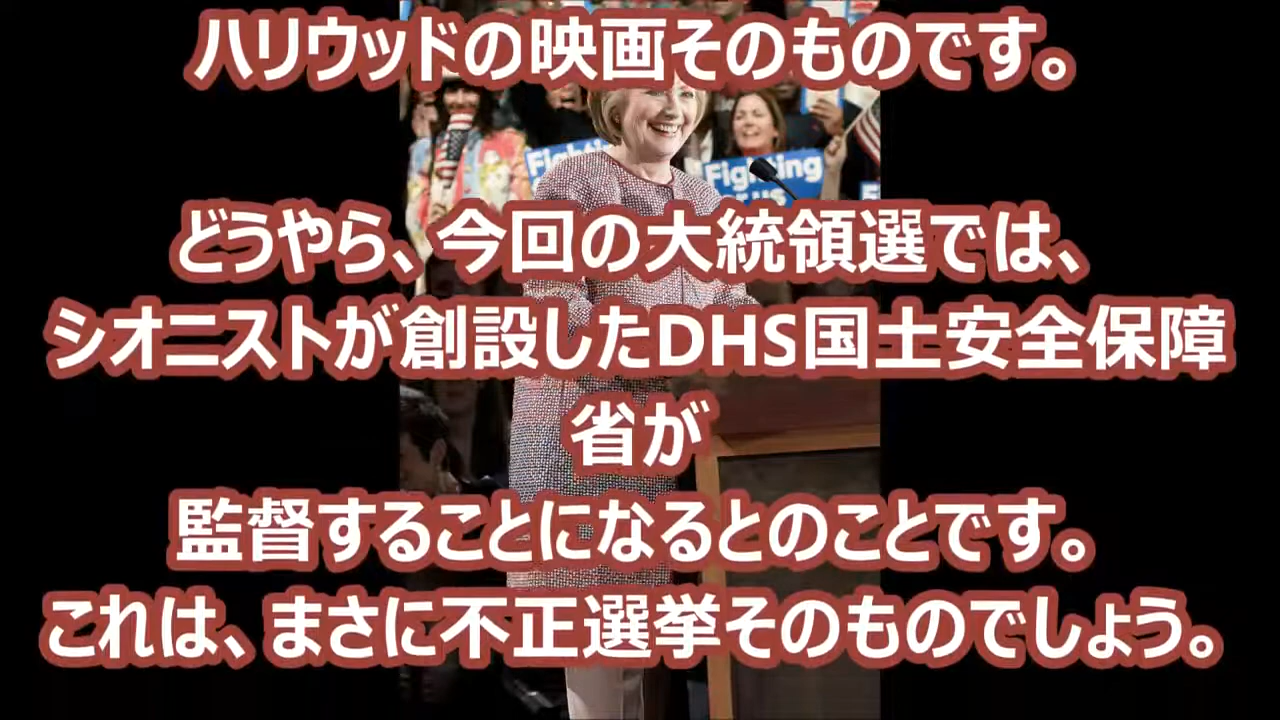 ハリウッドの映画そのものです。
Fighting
Fighting
for us
どうやら、今回の大統領選では、
シオニストが創設したDHS国土安全保障
省が
監督することになるとのことです。
これは、まさに不正選挙そのものでしょう。